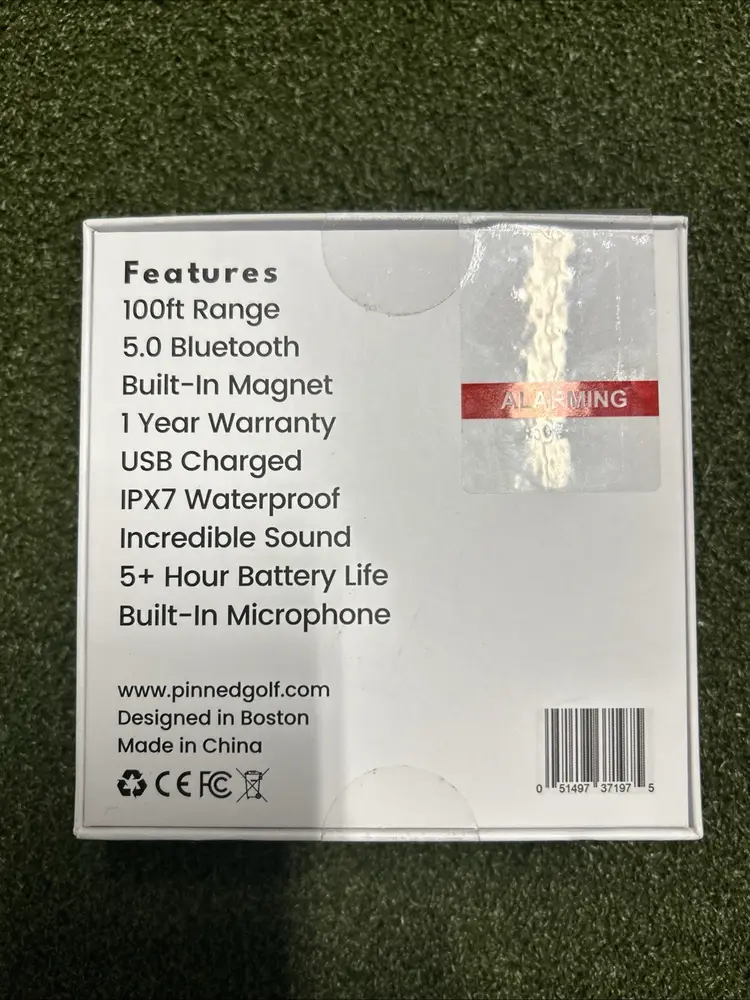 Features
100ft Range
5.0 Bluetooth
Built-In Magnet
1 Year Warranty
USB Charged
IPX7 Waterproof
Incredible Sound
5+ Hour Battery Life
Built-In Microphone
ALARMING
www.pinnedgolf.com
Designed in Boston
Made in China
CE FC
0 51497 37197 5